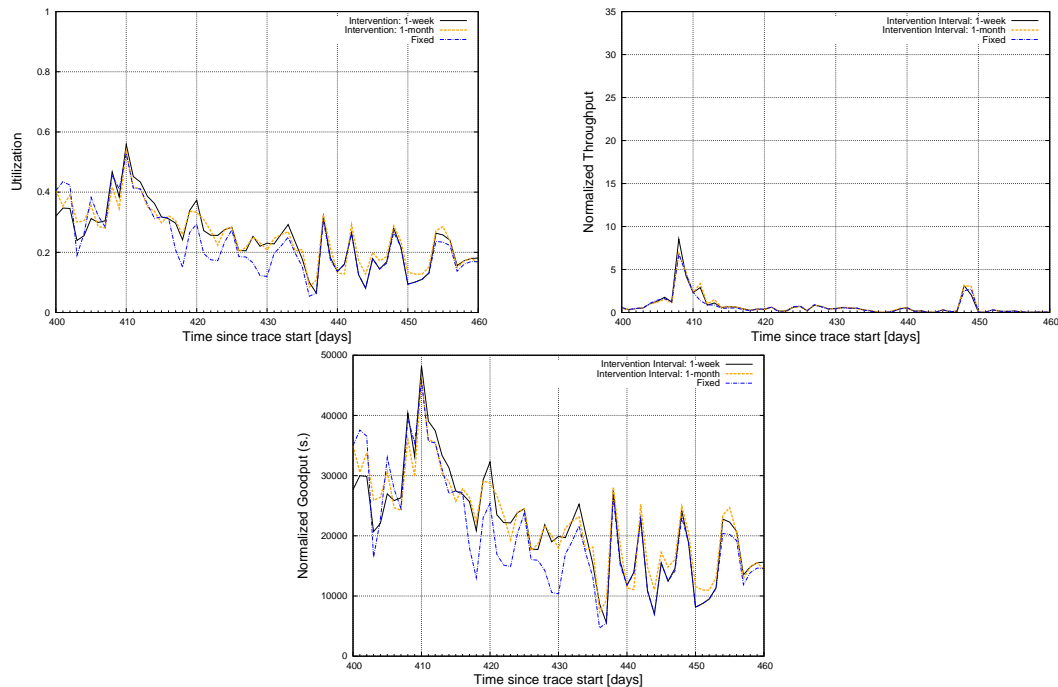 Intervention: 1-week
Intervention: 1-month
Fixed
1
0.8
0.6
0.4
0.2
0
Utilization
400 410 420 430 440 450 460
Time since trace start [days]
Intervention Interval: 1-week
Intervention Interval: 1-month
Fixed
35
30
25
20
15
10
5
0
Normalized Throughput
400 410 420 430 440 450 460
Time since trace start [days]
Intervention Interval: 1-week
Intervention Interval: 1-month
Fixed
50000
40000
30000
20000
10000
0
Normalized Goodput (s.)
400 410 420 430 440 450 460
Time since trace start [days]